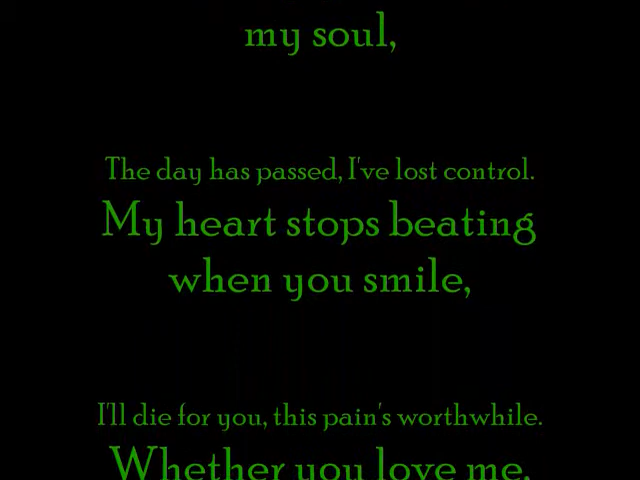 my soul,
The day has passed, I've lost control.
My heart stops beating
when you smile,
I'll die for you, this pain's worthwhile.
Whether you love me,